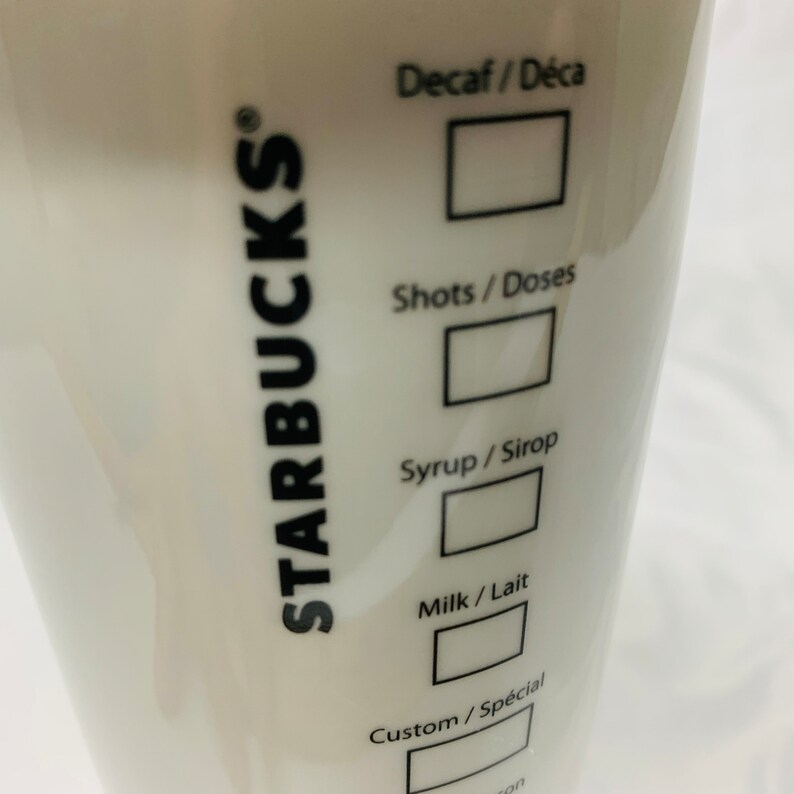 STARBUCKS®
Decaf / Déca
Shots / Doses
Syrup / Sirop
Milk / Lait
Custom / Spécial